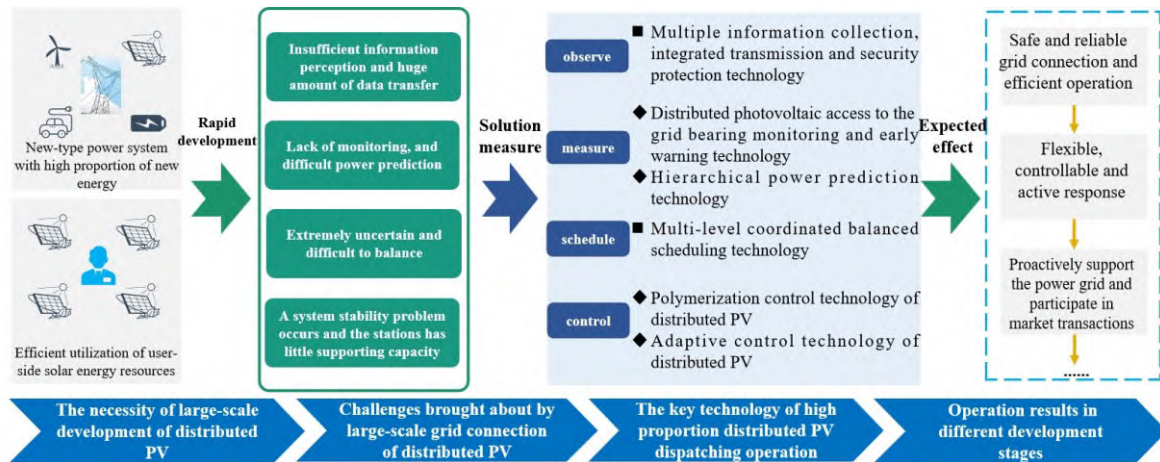 New-type power system
with high proportion of new
energy
Efficient utilization of user-
side solar energy resources
Rapid
development
Insufficient information
perception and huge
amount of data transfer
Lack of monitoring, and
difficult power prediction
Extremely uncertain and
difficult to balance
A system stability problem
occurs and the stations has
little supporting capacity
Solution
measure
observe
■ Multiple information collection,
integrated transmission and security
protection technology
measure
◆ Distributed photovoltaic access to the
grid bearing monitoring and early
warning technology
◆ Hierarchical power prediction
technology
schedule
■ Multi-level coordinated balanced
scheduling technology
control
◆ Polymerization control technology of
distributed PV
◆ Adaptive control technology of
distributed PV
Expected
effect
Safe and reliable
grid connection and
efficient operation
Flexible,
controllable and
active response
Proactively support
the power grid and
participate in
market transactions
......
The necessity of large-scale
development of distributed
PV
Challenges brought about by
large-scale grid connection
of distributed PV
The key technology of high
proportion distributed PV
dispatching operation
Operation results in
different development
stages